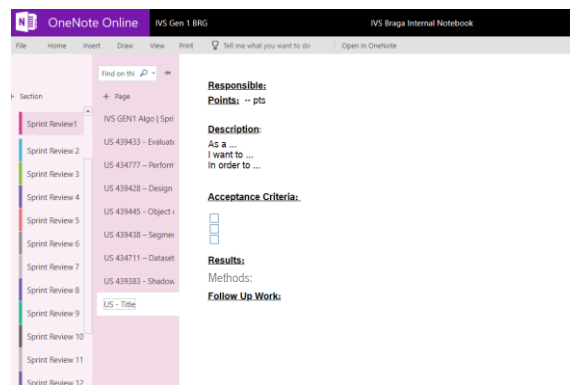 OneNote Online
IVS Gen 1 BRG
IVS Braga Internal Notebook
File Home Insert Draw View Print Tell me what you want to do Open In OneNote
Find on thi
+ Section
+ Page
Sprint Review1
Sprint Review 2
Sprint Review 3
Sprint Review 4
Sprint Review 5
Sprint Review 6
Sprint Review 7
Sprint Review 8
Sprint Review 9
Sprint Review 10
Sprint Review 11
Sprint Review 12
IVS GEN1 Algo | Spri
US 439433 - Evaluate
US 434777 – Perform
US 439428 – Design
US 439445 - Object
US 439438 – Segmen
US 434711 – Dataset
US 439383 - Shadow
US - Title
Responsible:
Points: -- pts
Description:
As a ...
I want to ...
In order to ...
Acceptance Criteria:
Results:
Methods:
Follow Up Work: